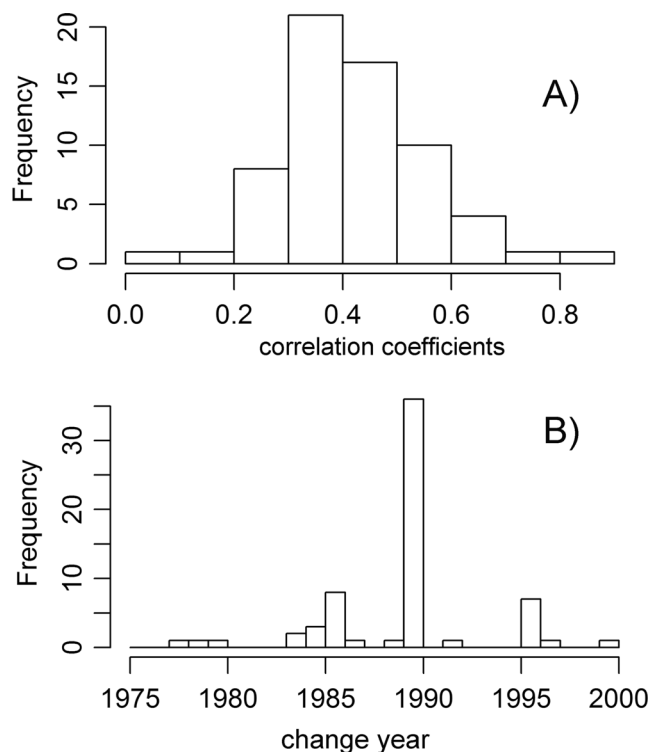 A)
Frequency
20
15
10
5
0
0.0 0.2 0.4 0.6 0.8
correlation coefficients
B)
Frequency
30
20
10
0
1975 1980 1985 1990 1995 2000
change year